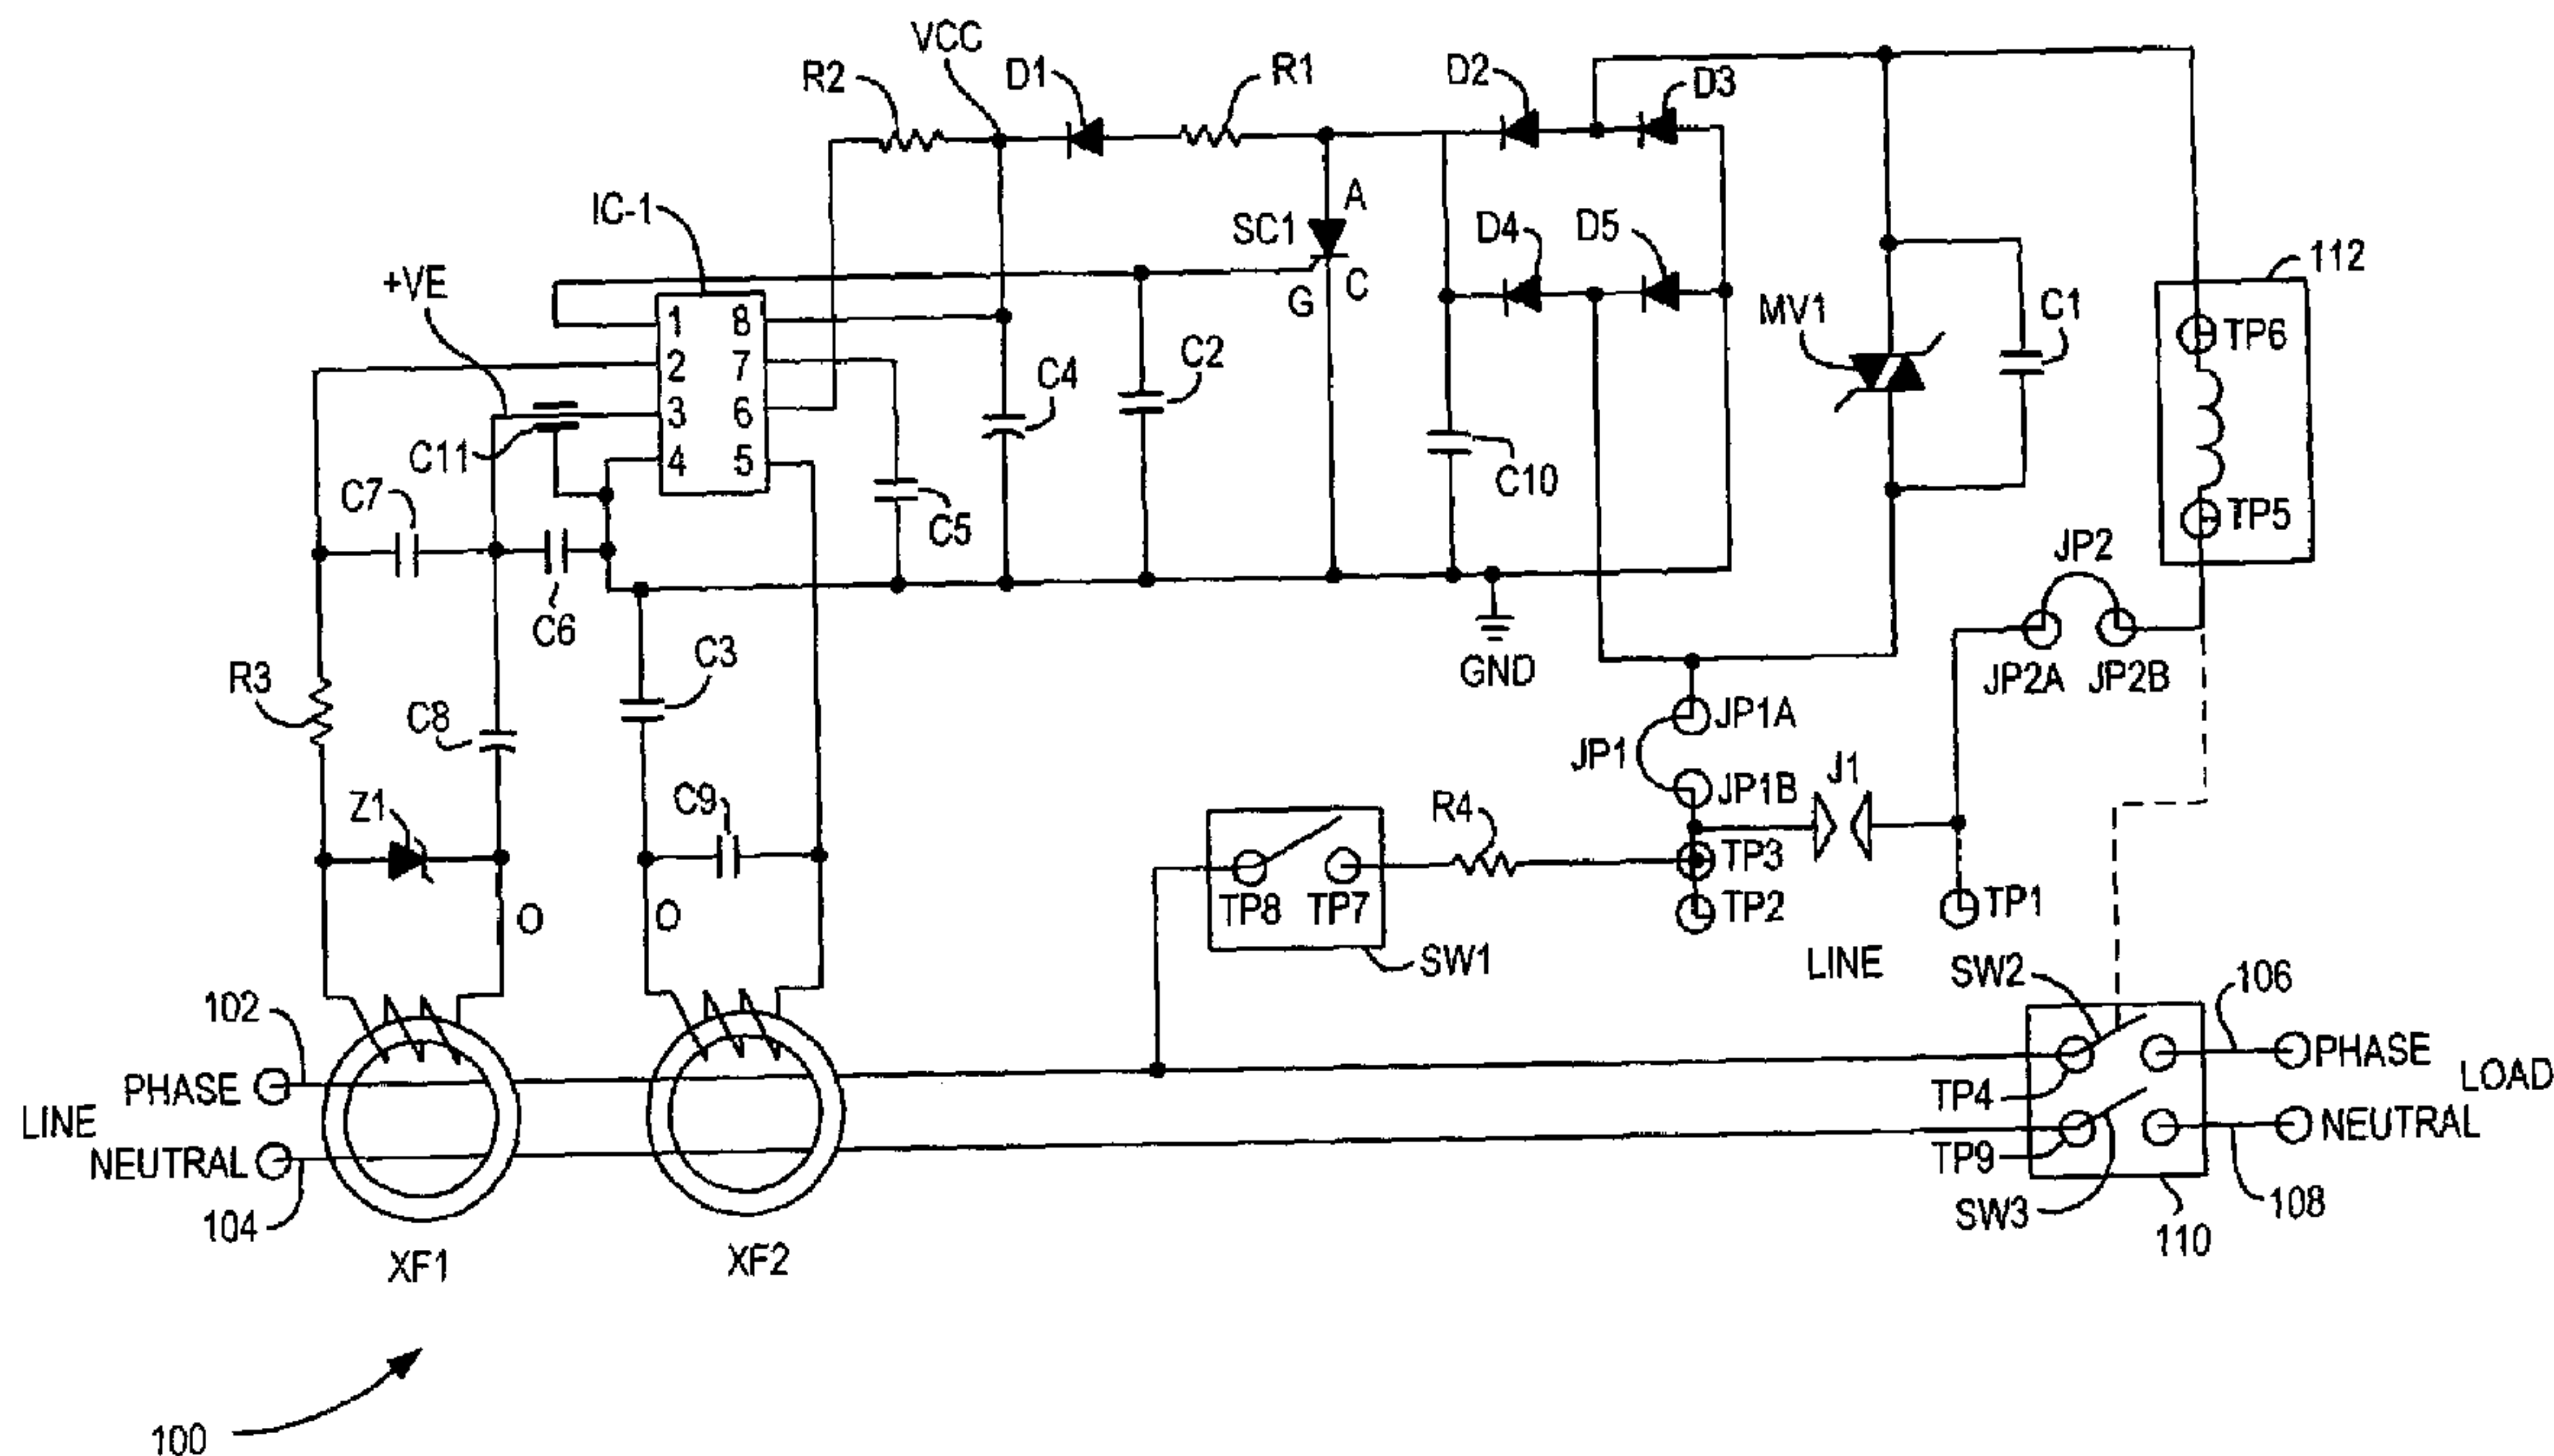 VCC
R2
D1
R1
D2
D3
IC-1
A
SC1
D4
D5
112
+VE
G
C
MV1
C1
TP6
1
8
2
7
3
6
4
5
C4
C2
C11
C10
C7
C5
TP5
JP2
C6
GND
C3
JP2A
JP2B
R3
C8
JP1A
JP1
JP1B
J1
Z1
C9
R4
TP3
O
O
TP8
TP7
TP2
TP1
SW1
LINE
SW2
106
102
PHASE
PHASE
LINE
LOAD
TP4
NEUTRAL
NEUTRAL
TP9
104
SW3
108
110
XF1
XF2
100